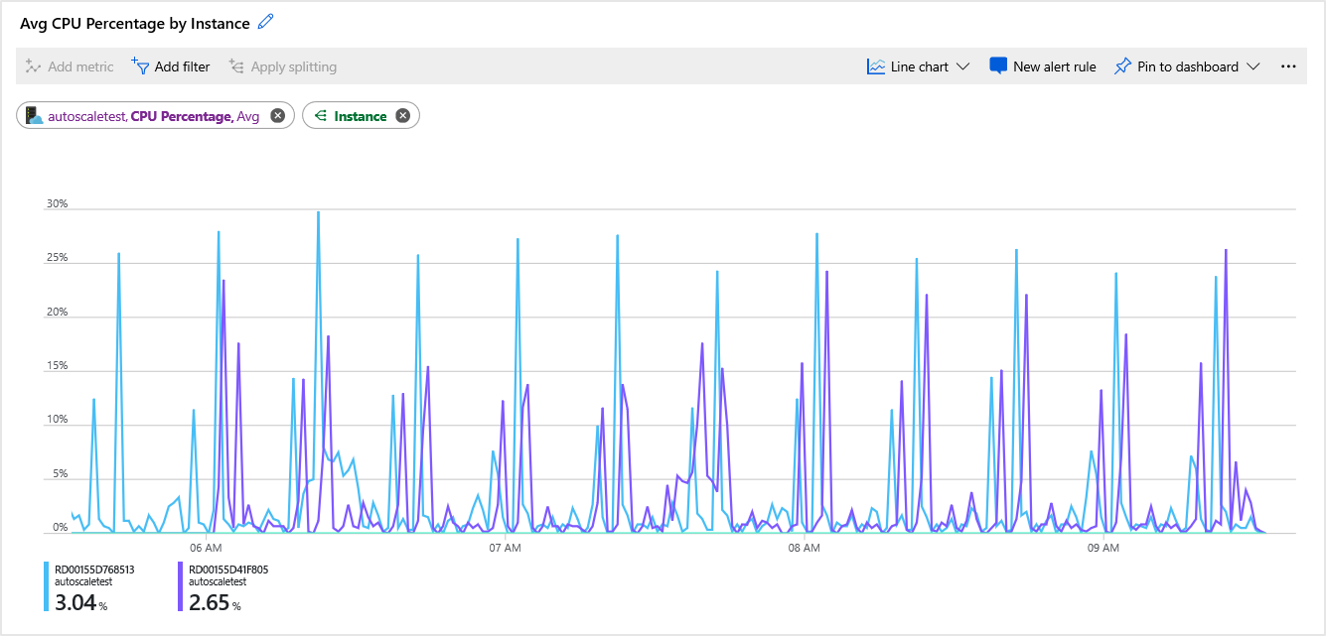 Avg CPU Percentage by Instance
Add metric Add filter Apply splitting Line chart New alert rule Pin to dashboard
autoscaletest, CPU Percentage, Avg Instance
30%
25%
20%
15%
10%
5%
0%
06 AM 07 AM 08 AM 09 AM
RD00155D768513
autoscaletest
3.04 %
RD00155D41F805
autoscaletest
2.65 %